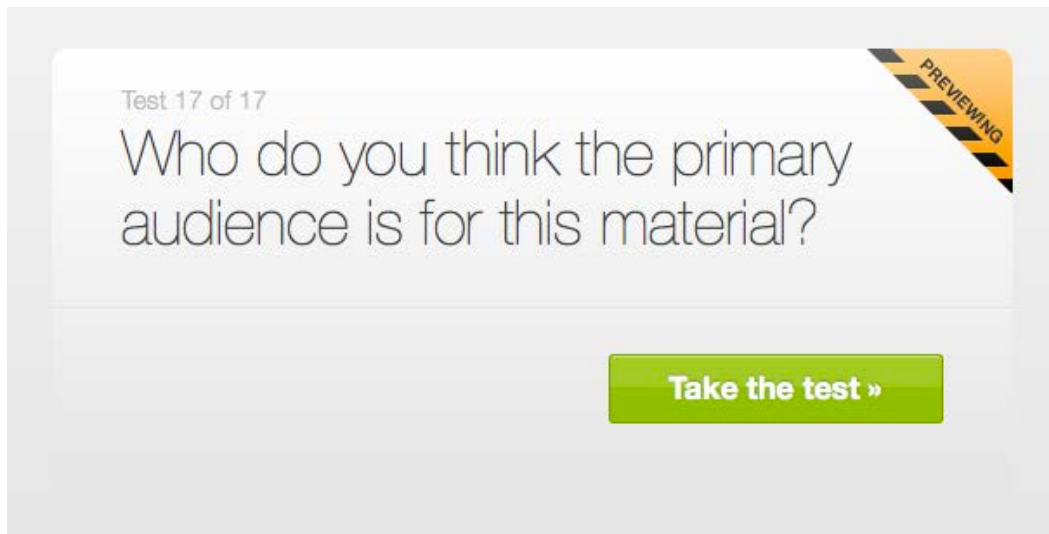 Test 17 of 17
PREVIEWING
Who do you think the primary
audience is for this material?
Take the test »